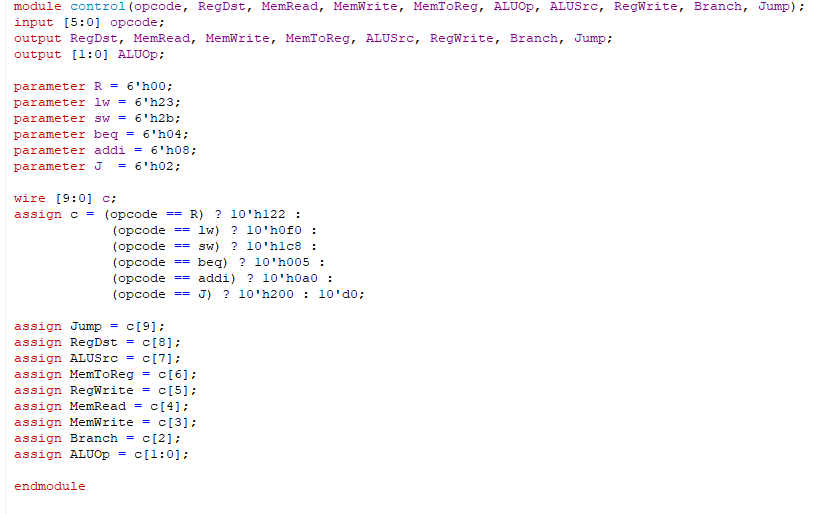 module control(opcode, RegDst, MemRead, MemWrite, MemToReg, ALUOp, ALUSrc, RegWrite, Branch, Jump);
input [5:0] opcode;
output RegDst, MemRead, MemWrite, MemToReg, ALUSrc, RegWrite, Branch, Jump;
output [1:0] ALUOp;

parameter R = 6'h00;
parameter lw = 6'h23;
parameter sw = 6'h2b;
parameter beq = 6'h04;
parameter addi = 6'h08;
parameter J  = 6'h02;

wire [9:0] c;
assign c = (opcode == R) ? 10'h122 :
            (opcode == lw) ? 10'h0f0 :
            (opcode == sw) ? 10'h1c8 :
            (opcode == beq) ? 10'h005 :
            (opcode == addi) ? 10'h0a0 :
            (opcode == J) ? 10'h200 : 10'd0;

assign Jump = c[9];
assign RegDst = c[8];
assign ALUSrc = c[7];
assign MemToReg = c[6];
assign RegWrite = c[5];
assign MemRead = c[4];
assign MemWrite = c[3];
assign Branch = c[2];
assign ALUOp = c[1:0];

endmodule